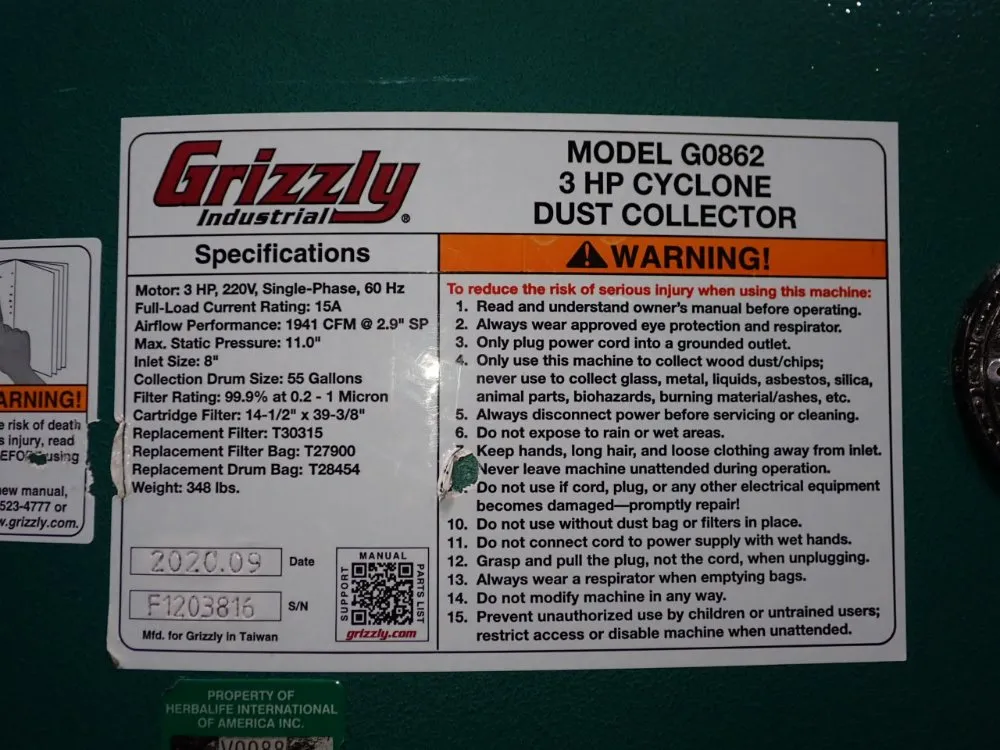 Grizzly
Industrial®
MODEL G0862
3 HP CYCLONE
DUST COLLECTOR
Specifications
Motor: 3 HP, 220V, Single-Phase, 60 Hz
Full-Load Current Rating: 15A
Airflow Performance: 1941 CFM @ 2.9" SP
Max. Static Pressure: 11.0"
Inlet Size: 8"
Collection Drum Size: 55 Gallons
Filter Rating: 99.9% at 0.2 - 1 Micron
Cartridge Filter: 14-1/2" x 39-3/8"
Replacement Filter: T30315
Replacement Filter Bag: T27900
Replacement Drum Bag: T28454
Weight: 348 lbs.
2020.09 Date
F1203816 S/N
Mfd. for Grizzly in Taiwan
MANUAL
SUPPORT
PARTS LIST
grizzly.com
WARNING!
To reduce the risk of serious injury when using this machine:
1. Read and understand owner's manual before operating.
2. Always wear approved eye protection and respirator.
3. Only plug power cord into a grounded outlet.
4. Only use this machine to collect wood dust/chips;
never use to collect glass, metal, liquids, asbestos, silica,
animal parts, biohazards, burning material/ashes, etc.
5. Always disconnect power before servicing or cleaning.
6. Do not expose to rain or wet areas.
7. Keep hands, long hair, and loose clothing away from inlet.
Never leave machine unattended during operation.
Do not use if cord, plug, or any other electrical equipment
becomes damaged—promptly repair!
10. Do not use without dust bag or filters in place.
11. Do not connect cord to power supply with wet hands.
12. Grasp and pull the plug, not the cord, when unplugging.
13. Always wear a respirator when emptying bags.
14. Do not modify machine in any way.
15. Prevent unauthorized use by children or untrained users;
restrict access or disable machine when unattended.
ARNING!
e risk of death
s injury, read
using
ew manual,
523-4777 or
w.grizzly.com.
PROPERTY OF
HERBALIFE INTERNATIONAL
OF AMERICA INC.